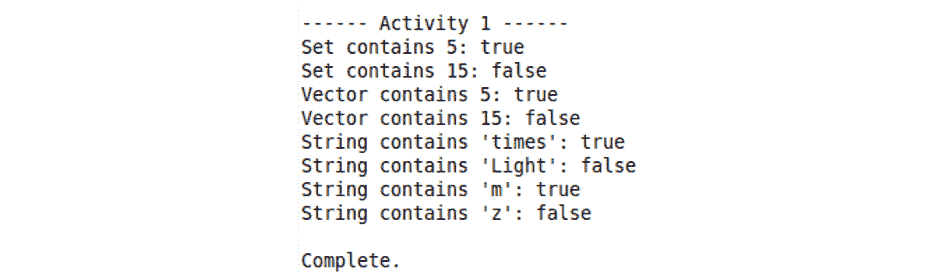 ------ Activity 1 ------
Set contains 5: true
Set contains 15: false
Vector contains 5: true
Vector contains 15: false
String contains 'times': true
String contains 'Light': false
String contains 'm': true
String contains 'z': false
Complete.